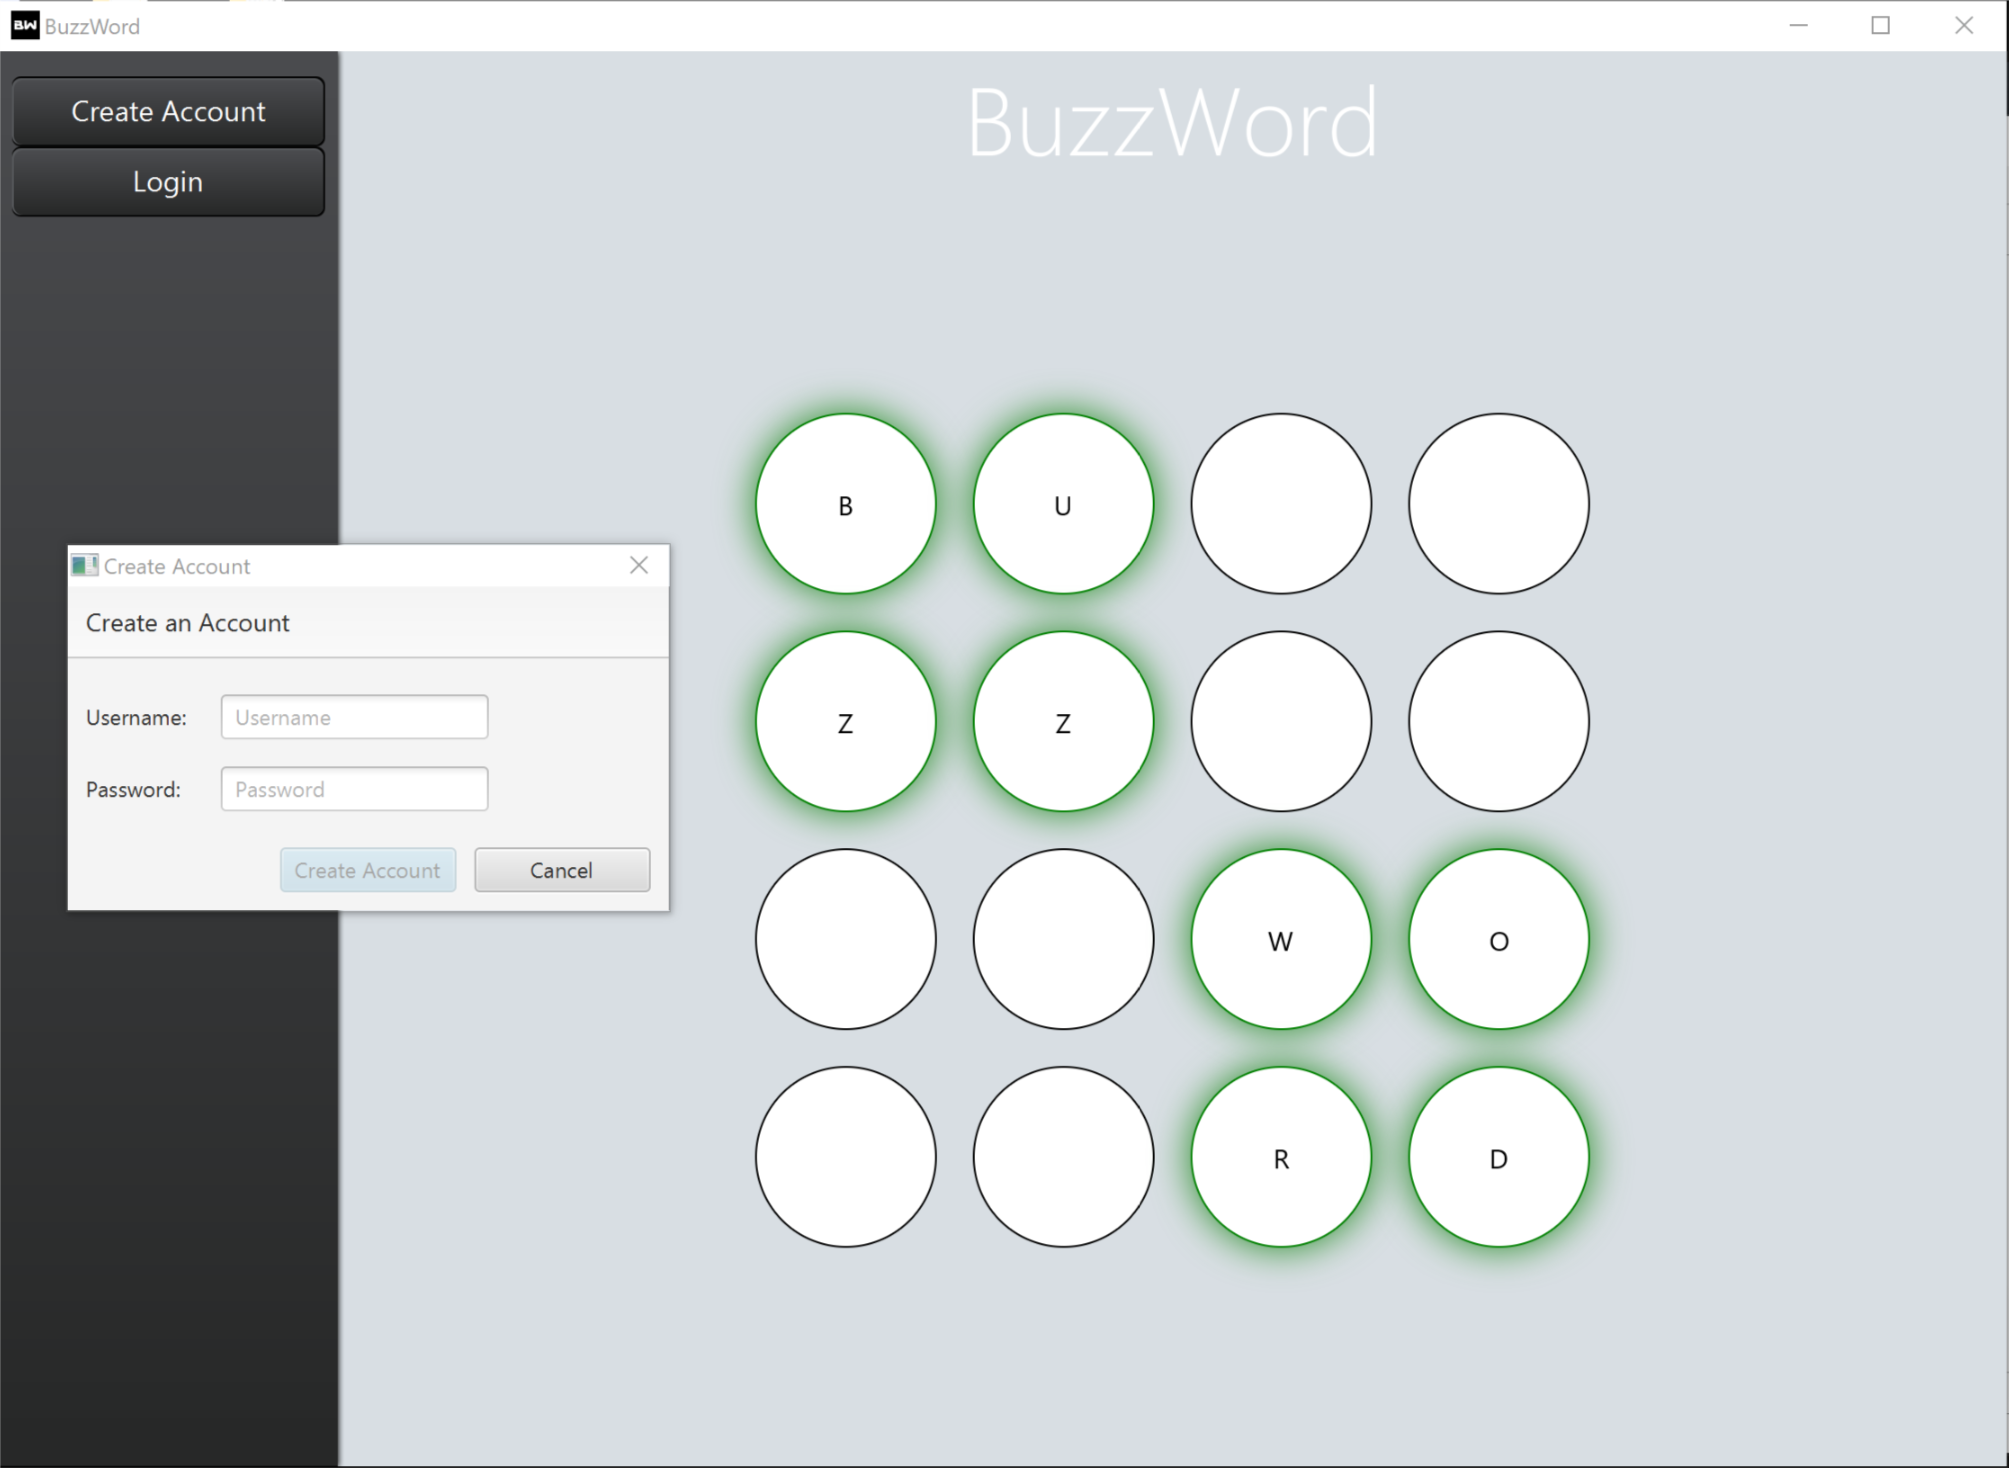 BW BuzzWord
Create Account
Login
BuzzWord
B U
Z Z
W O
R D
Create Account
Create an Account
Username: Username
Password: Password
Create Account Cancel